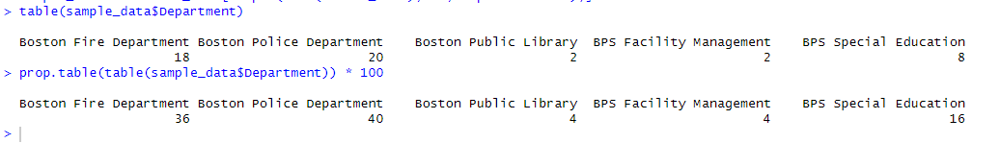 > table(sample_data$Department)
Boston Fire Department Boston Police Department Boston Public Library BPS Facility Management BPS Special Education
18 20 2 2 8
> prop.table(table(sample_data$Department)) * 100
Boston Fire Department Boston Police Department Boston Public Library BPS Facility Management BPS Special Education
36 40 4 4 16
>